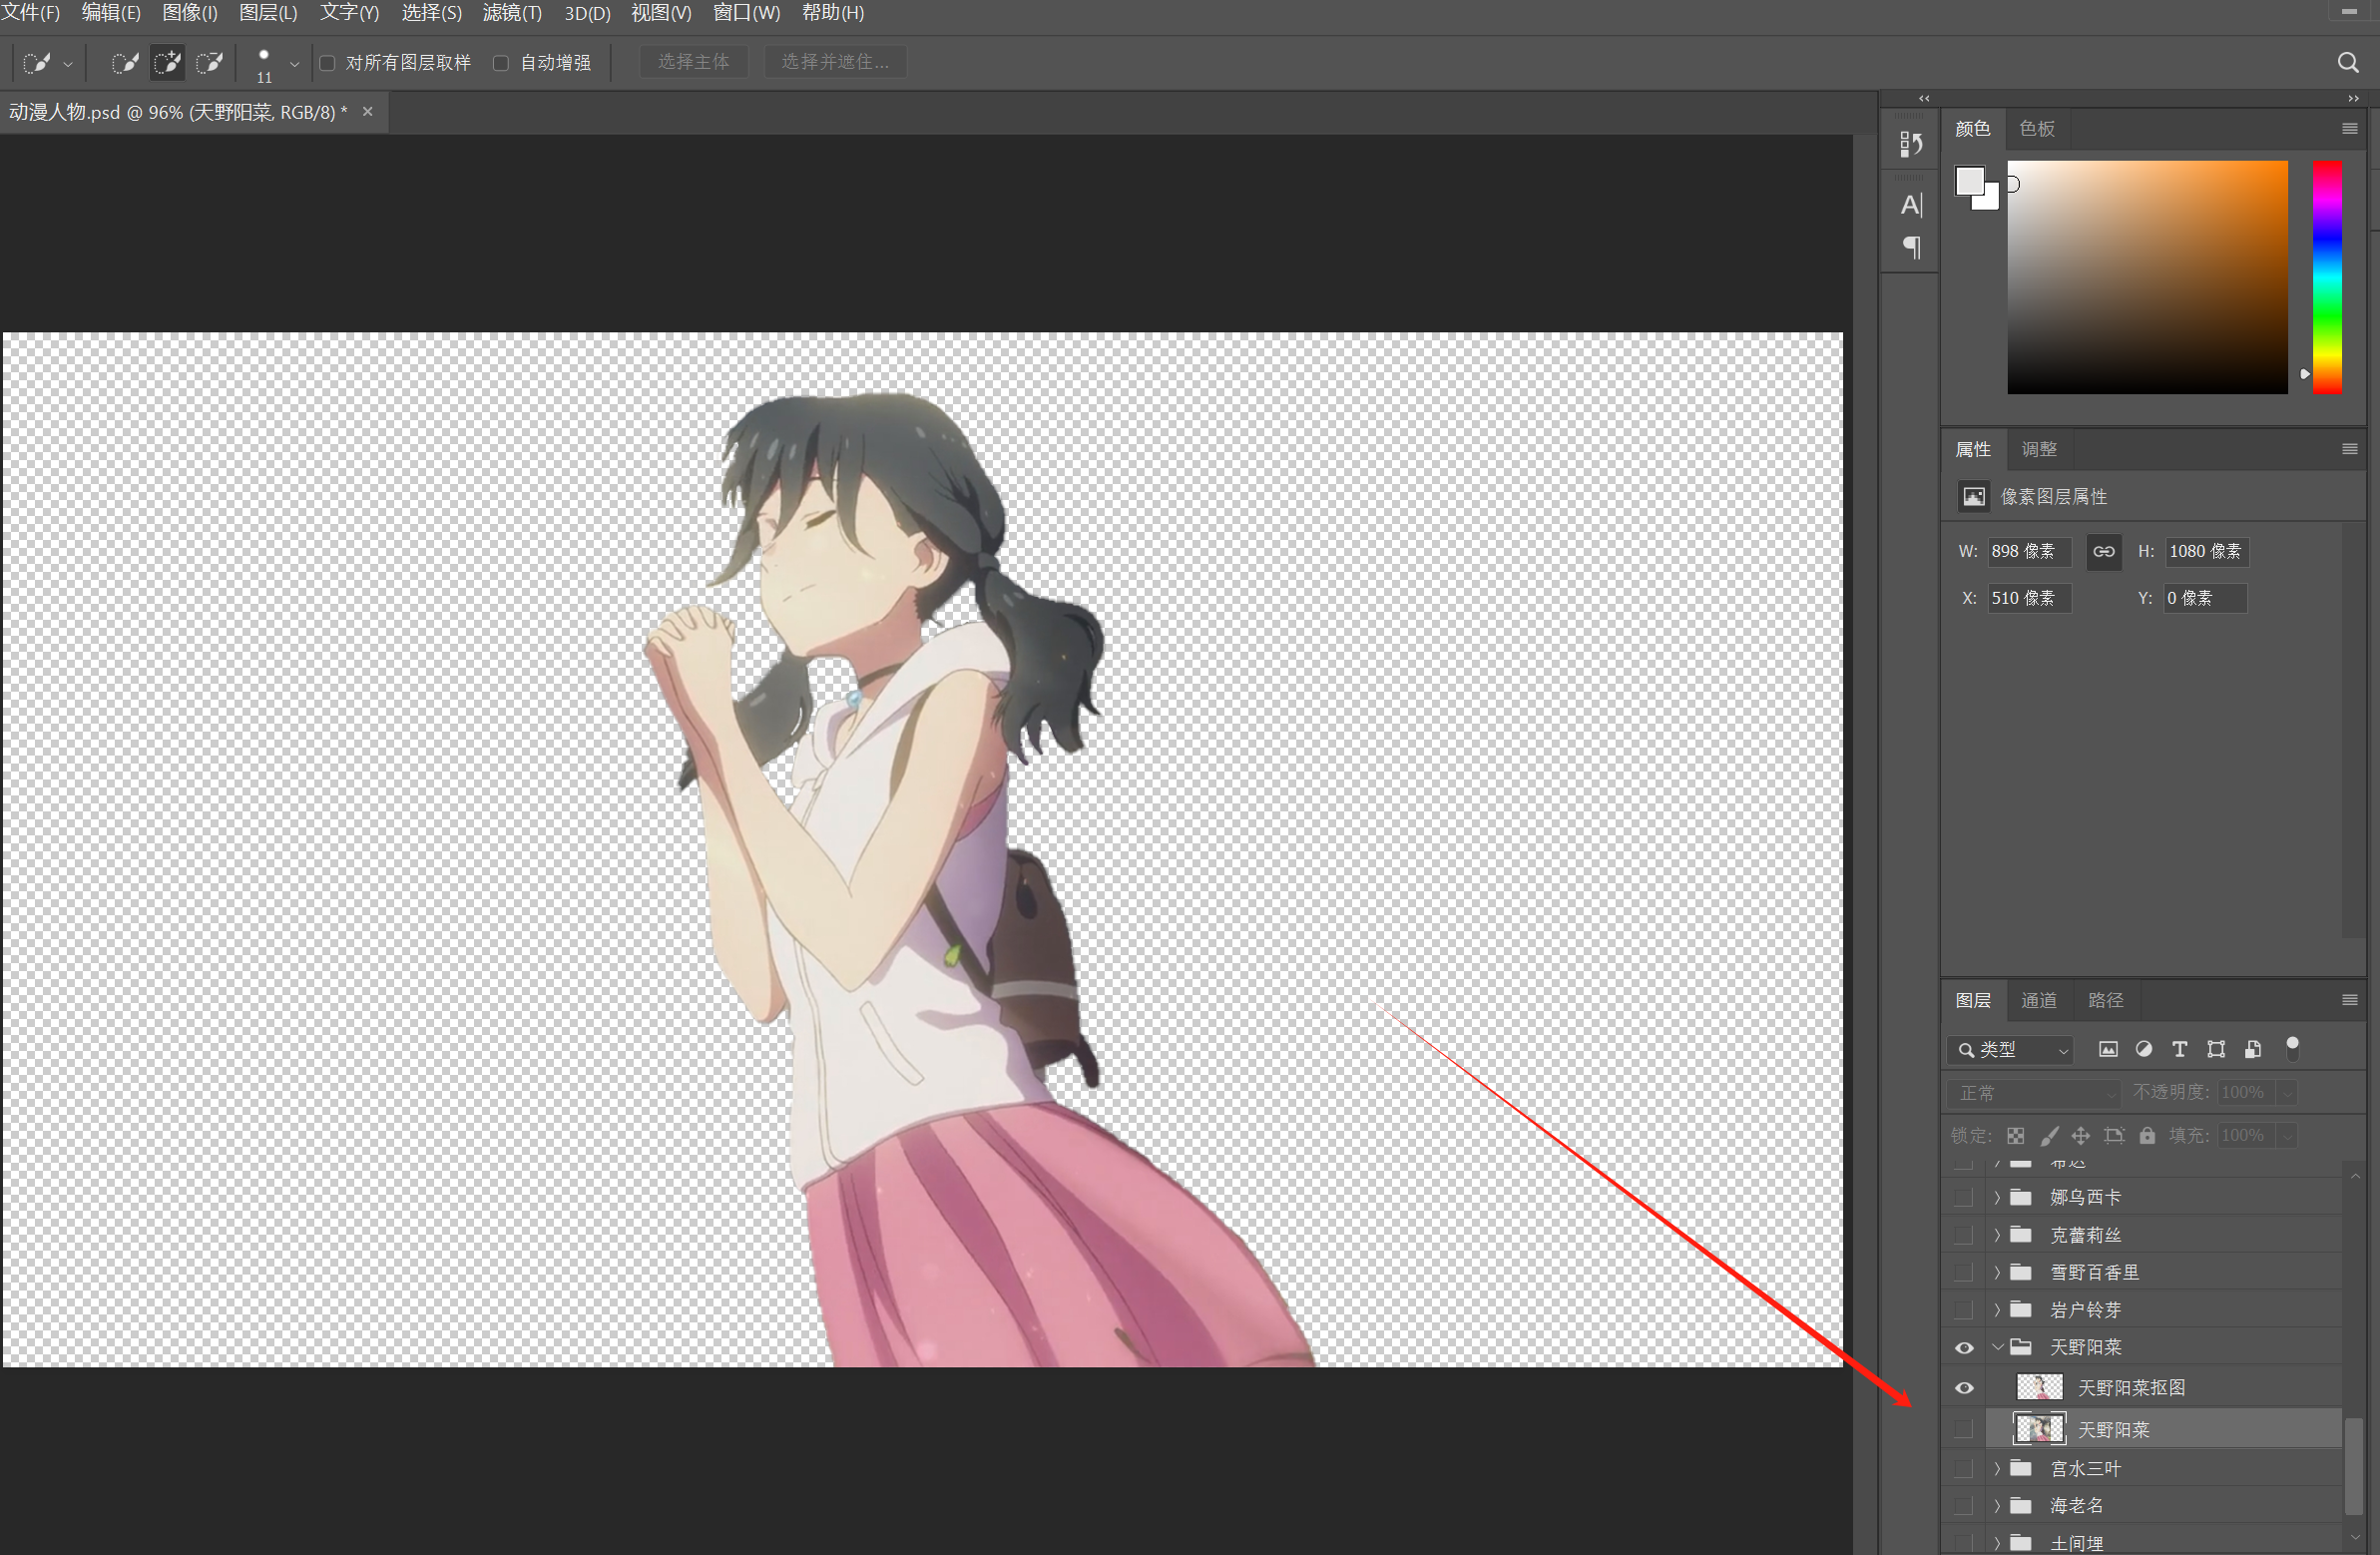 文件(F) 编辑(E) 图像(I) 图层(L) 文字(Y) 选择(S) 滤镜(T) 3D(D) 视图(V) 窗口(W) 帮助(H)
11 对所有图层取样 自动增强 选择主体 选择并遮住...
动漫人物.psd @ 96% (天野阳菜, RGB/8) * ×
颜色 色板
属性 调整
像素图层属性
W: 898 像素 H: 1080 像素
X: 510 像素 Y: 0 像素
图层 通道 路径
类型
正常 不透明度: 100%
锁定: 填充: 100%
希达
娜乌西卡
克蕾莉丝
雪野百香里
岩户铃芽
天野阳菜
天野阳菜抠图
天野阳菜
宫水三叶
海老名
土间埋